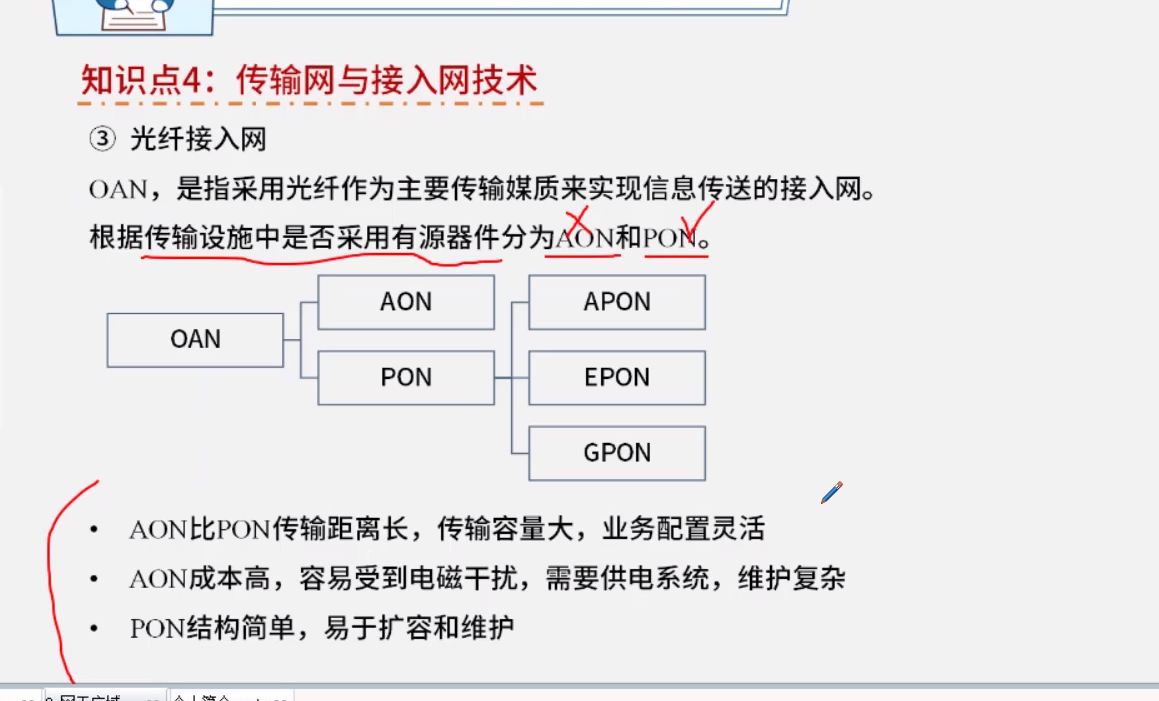 知识点4：传输网与接入网技术
③ 光纤接入网
OAN，是指采用光纤作为主要传输媒质来实现信息传送的接入网。
根据传输设施中是否采用有源器件分为AON和PON。
AON
APON
OAN
PON
EPON
GPON
• AON比PON传输距离长，传输容量大，业务配置灵活
• AON成本高，容易受到电磁干扰，需要供电系统，维护复杂
• PON结构简单，易于扩容和维护